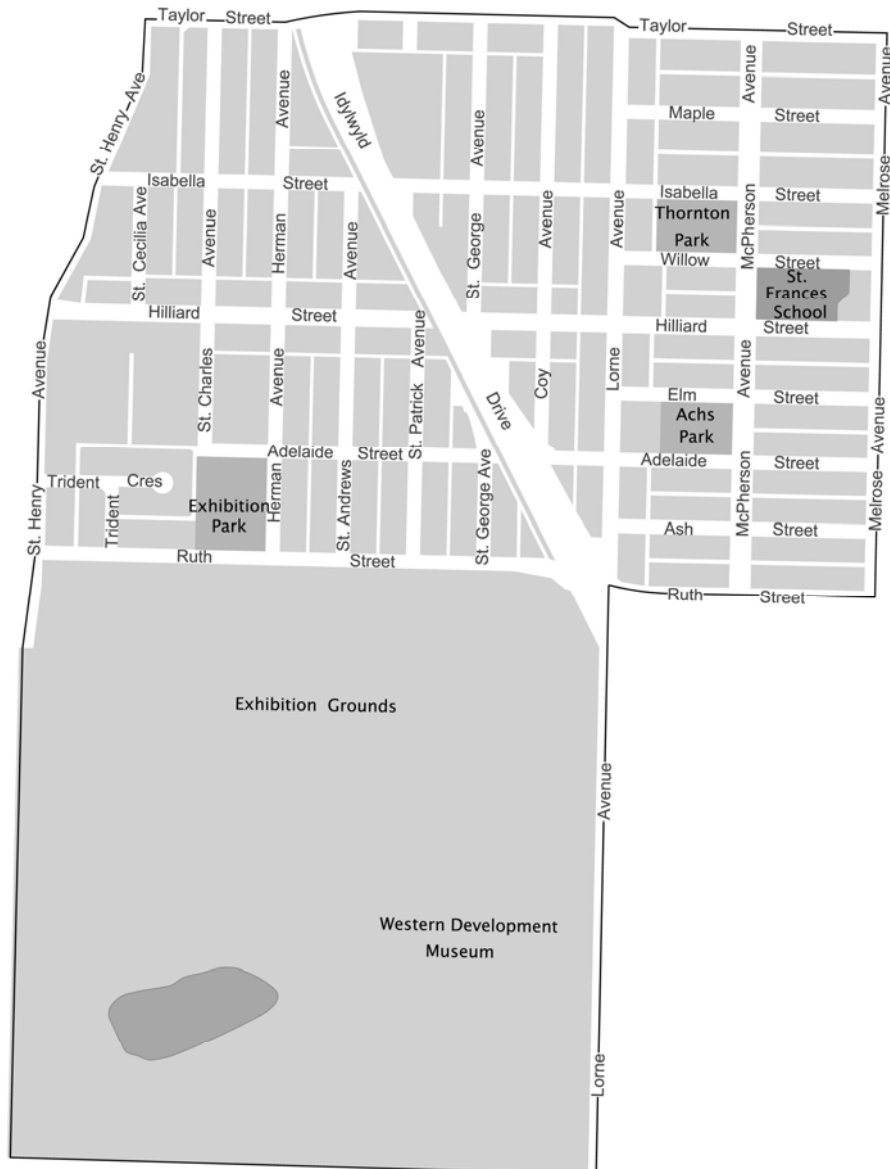 Taylor Street
Taylor Street
St. Henry Ave
Avenue
Idylwyld
Avenue
Avenue
Maple Street
Avenue
Isabella Street
Isabella Street
St. Cecilia Ave
Avenue
Herman
Avenue
St. George
Avenue
Avenue
Thornton
Park
McPherson
Melrose
Willow Street
St.
Frances
School
Hilliard Street
Hilliard Street
Avenue
St. Charles
Avenue
St. Patrick Avenue
Drive
Coy
Lorne
Avenue
Elm Street
Achs
Park
Adelaide Street
Adelaide Street
Trident Cres
Trident
Exhibition
Park
Herman
St. Andrews
St. George Ave
McPherson
Melrose Avenue
St. Henry
Ash Street
Ruth Street
Ruth Street
Exhibition Grounds
Avenue
Western Development
Museum
Lorne